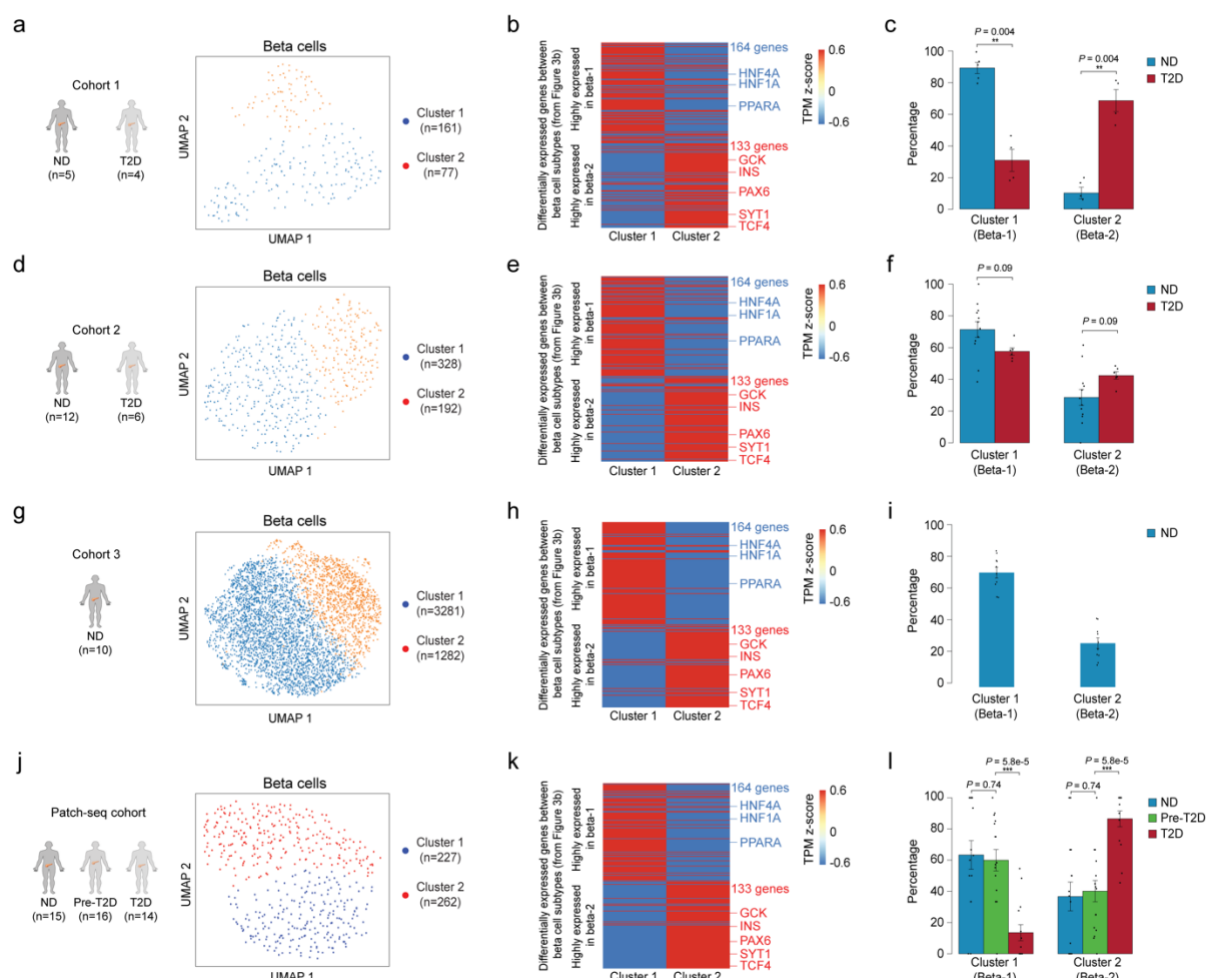 a
Cohort 1
ND
(n=5)
T2D
(n=4)
Beta cells
UMAP 2
UMAP 1
Cluster 1
(n=161)
Cluster 2
(n=77)
b
Differentially expressed genes between
beta cell subtypes (from Figure 3b)
Highly expressed
in beta-1
Highly expressed
in beta-2
164 genes
HNF4A
HNF1A
PPARA
133 genes
GCK
INS
PAX6
SYT1
TCF4
Cluster 1 Cluster 2
TPM z-score
0.6
-0.6
c
P = 0.004
**
P = 0.004
**
ND
T2D
Percentage
100
80
60
40
20
0
Cluster 1
(Beta-1)
Cluster 2
(Beta-2)
d
Cohort 2
ND
(n=12)
T2D
(n=6)
Beta cells
UMAP 2
UMAP 1
Cluster 1
(n=328)
Cluster 2
(n=192)
e
Differentially expressed genes between
beta cell subtypes (from Figure 3b)
Highly expressed
in beta-1
Highly expressed
in beta-2
164 genes
HNF4A
HNF1A
PPARA
133 genes
GCK
INS
PAX6
SYT1
TCF4
Cluster 1 Cluster 2
TPM z-score
0.6
-0.6
f
P = 0.09
P = 0.09
ND
T2D
Percentage
100
80
60
40
20
0
Cluster 1
(Beta-1)
Cluster 2
(Beta-2)
g
Cohort 3
ND
(n=10)
Beta cells
UMAP 2
UMAP 1
Cluster 1
(n=3281)
Cluster 2
(n=1282)
h
Differentially expressed genes between
beta cell subtypes (from Figure 3b)
Highly expressed
in beta-1
Highly expressed
in beta-2
164 genes
HNF4A
HNF1A
PPARA
133 genes
GCK
INS
PAX6
SYT1
TCF4
Cluster 1 Cluster 2
TPM z-score
0.6
-0.6
i
ND
Percentage
100
80
60
40
20
0
Cluster 1
(Beta-1)
Cluster 2
(Beta-2)
j
Patch-seq cohort
ND
(n=15)
Pre-T2D
(n=16)
T2D
(n=14)
Beta cells
UMAP 2
UMAP 1
Cluster 1
(n=227)
Cluster 2
(n=262)
k
Differentially expressed genes between
beta cell subtypes (from Figure 3b)
Highly expressed
in beta-1
Highly expressed
in beta-2
164 genes
HNF4A
HNF1A
PPARA
133 genes
GCK
INS
PAX6
SYT1
TCF4
Cluster 1 Cluster 2
TPM z-score
0.6
-0.6
l
P = 5.8e-5
***
P = 0.74
P = 5.8e-5
***
P = 0.74
ND
Pre-T2D
T2D
Percentage
100
80
60
40
20
0
Cluster 1
(Beta-1)
Cluster 2
(Beta-2)